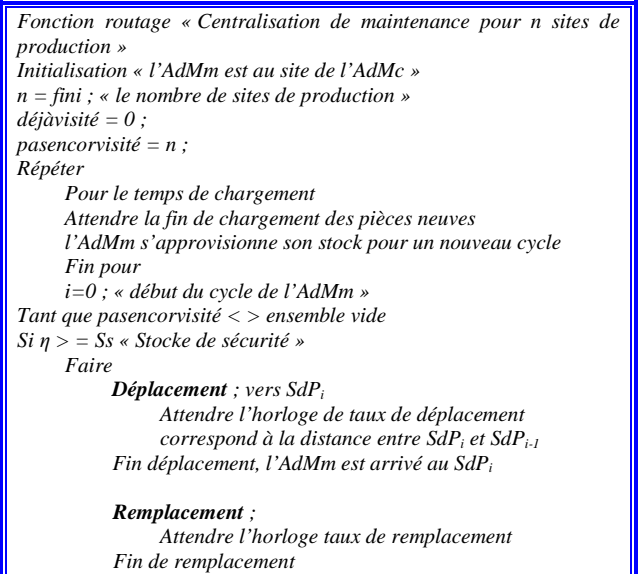 Fonction routage « Centralisation de maintenance pour n sites de
production »
Initialisation « l'AdMm est au site de l'AdMc »
n = fini ; « le nombre de sites de production »
déjàvisité = 0 ;
pasencorvisité = n ;
Répéter
Pour le temps de chargement
Attendre la fin de chargement des pièces neuves
l'AdMm s'approvisionne son stock pour un nouveau cycle
Fin pour
i=0 ; « début du cycle de l'AdMm »
Tant que pasencorvisité < > ensemble vide
Si η > = Ss « Stocke de sécurité »
Faire
Déplacement ; vers SdPi
Attendre l'horloge de taux de déplacement
correspond à la distance entre SdPi et SdPi-1
Fin déplacement, l'AdMm est arrivé au SdPi
Remplacement ;
Attendre l'horloge taux de remplacement
Fin de remplacement